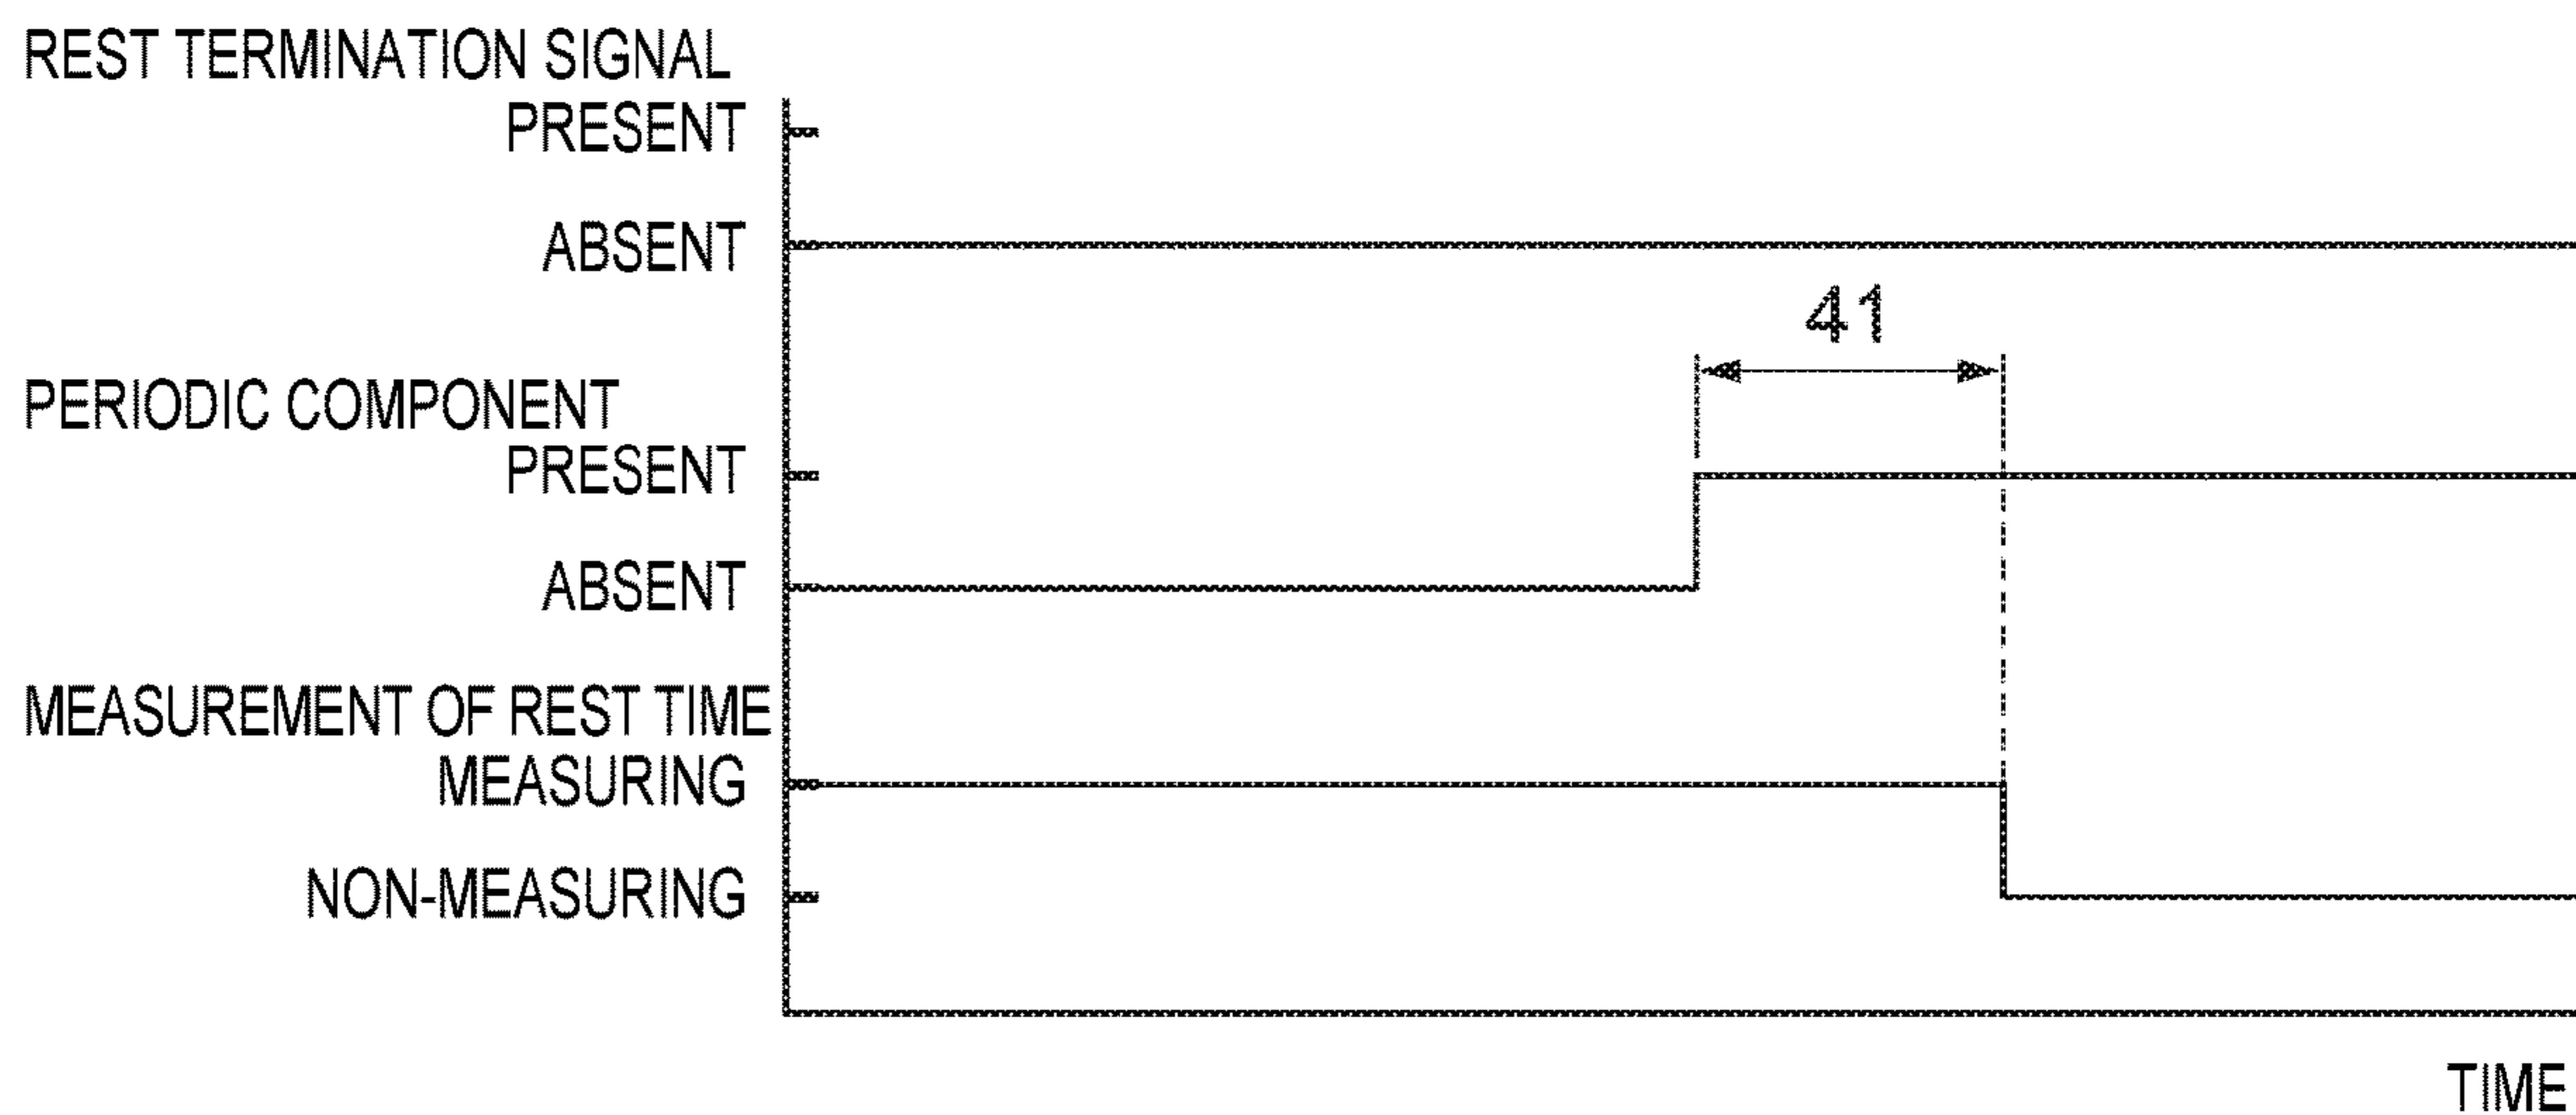 REST TERMINATION SIGNAL
PRESENT
ABSENT
41
PERIODIC COMPONENT
PRESENT
ABSENT
MEASUREMENT OF REST TIME
MEASURING
NON-MEASURING
TIME